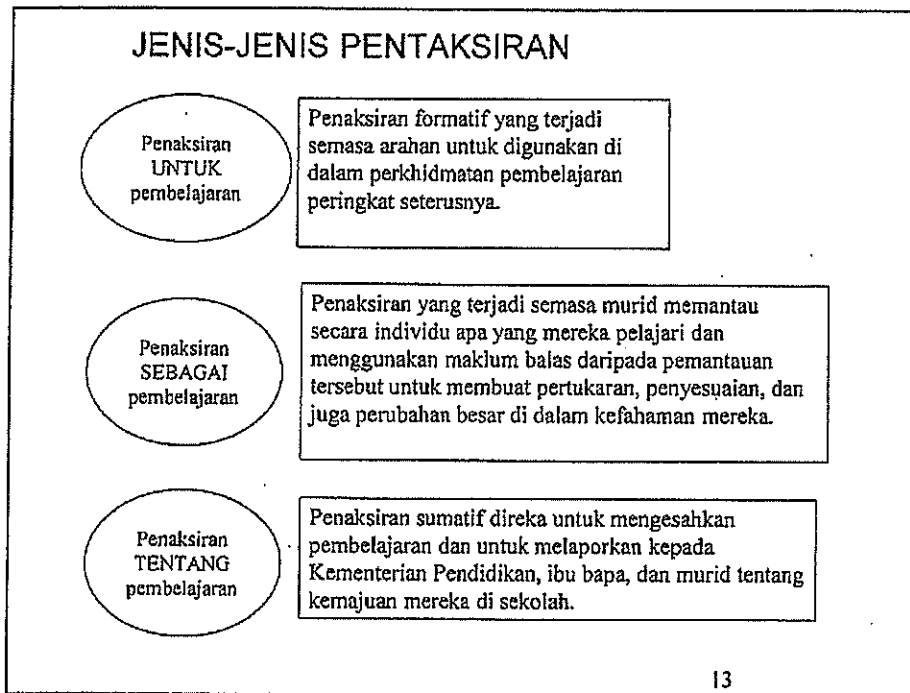 JENIS-JENIS PENTAKSIRAN
Penaksiran
UNTUK
pembelajaran
Penaksiran formatif yang terjadi
semasa arahan untuk digunakan di
dalam perkhidmatan pembelajaran
peringkat seterusnya.
Penaksiran
SEBAGAI
pembelajaran
Penaksiran yang terjadi semasa murid memantau
secara individu apa yang mereka pelajari dan
menggunakan maklum balas daripada pemantauan
tersebut untuk membuat pertukaran, penyesuaian, dan
juga perubahan besar di dalam kefahaman mereka.
Penaksiran
TENTANG
pembelajaran
Penaksiran sumatif direka untuk mengesahkan
pembelajaran dan untuk melaporkan kepada
Kementerian Pendidikan, ibu bapa, dan murid tentang
kemajuan mereka di sekolah.
13